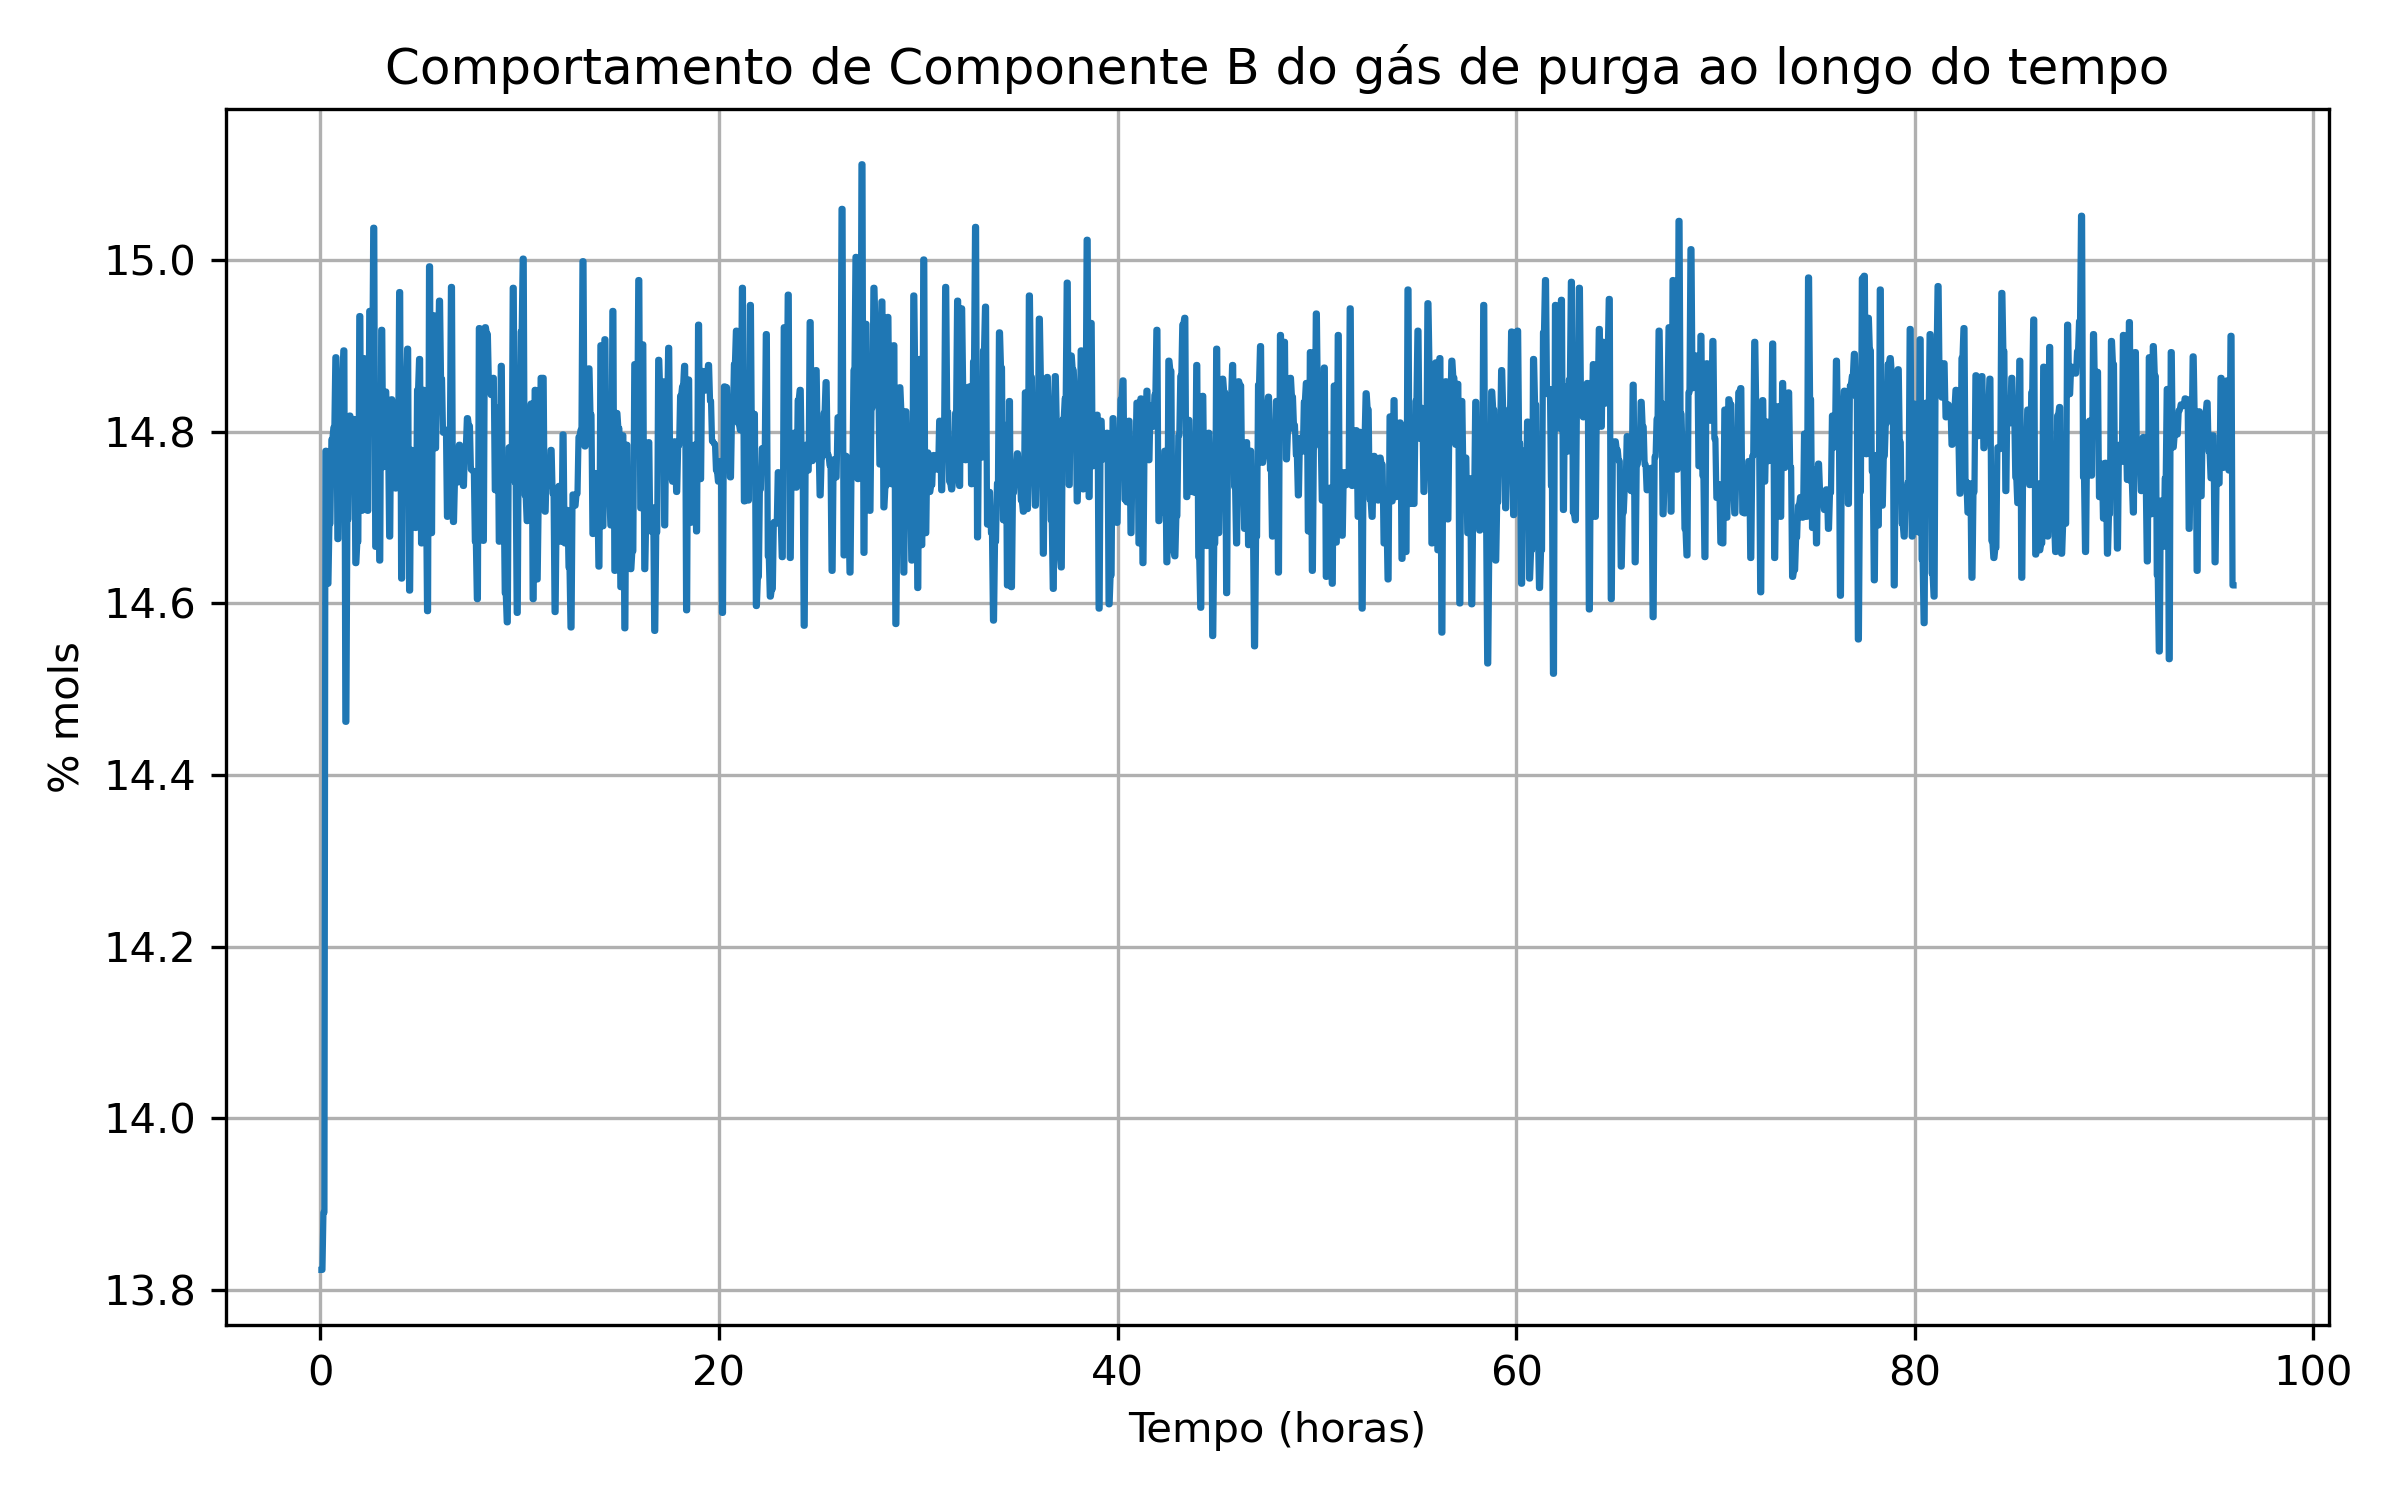 Comportamento de Componente B do gás de purga ao longo do tempo
% mols
15.0
14.8
14.6
14.4
14.2
14.0
13.8
0 20 40 60 80 100
Tempo (horas)